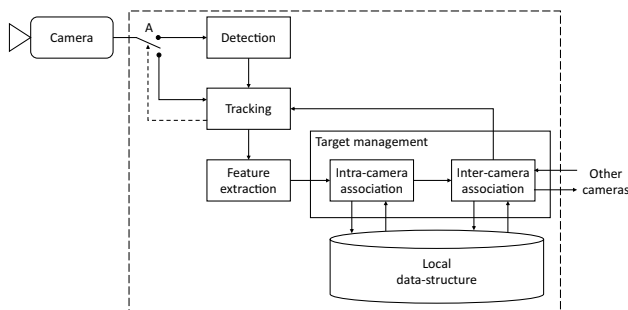 Camera
A
Detection
Tracking
Target management
Feature
extraction
Intra-camera
association
Inter-camera
association
Other
cameras
Local
data-structure